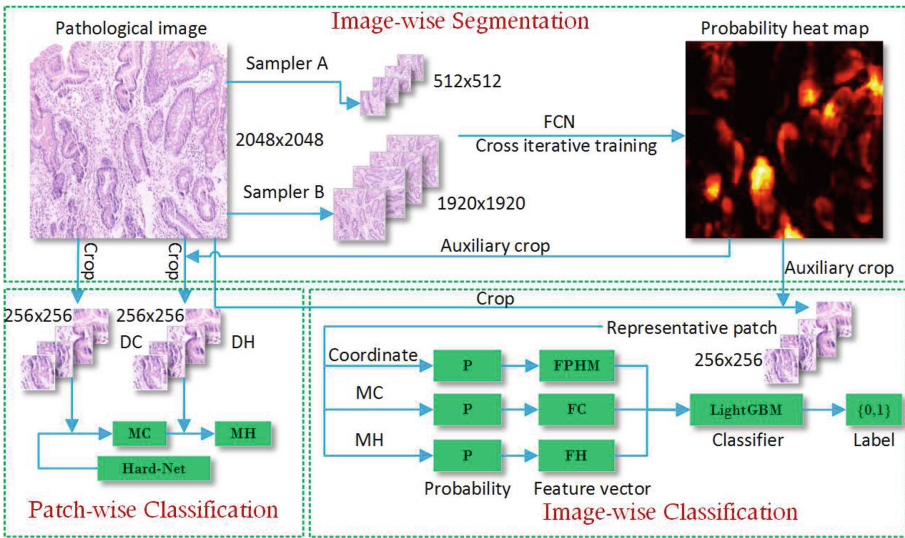 Image-wise Segmentation
Pathological image
Probability heat map
Sampler A
512x512
2048x2048
FCN
Cross iterative training
Sampler B
1920x1920
Crop
Crop
Auxiliary crop
Auxiliary crop
Crop
256x256
256x256
DC
DH
MC
MH
Hard-Net
Patch-wise Classification
Representative patch
256x256
Coordinate
P
FPHM
MC
P
FC
LightGBM
{0,1}
Classifier
Label
MH
P
FH
Probability
Feature vector
Image-wise Classification